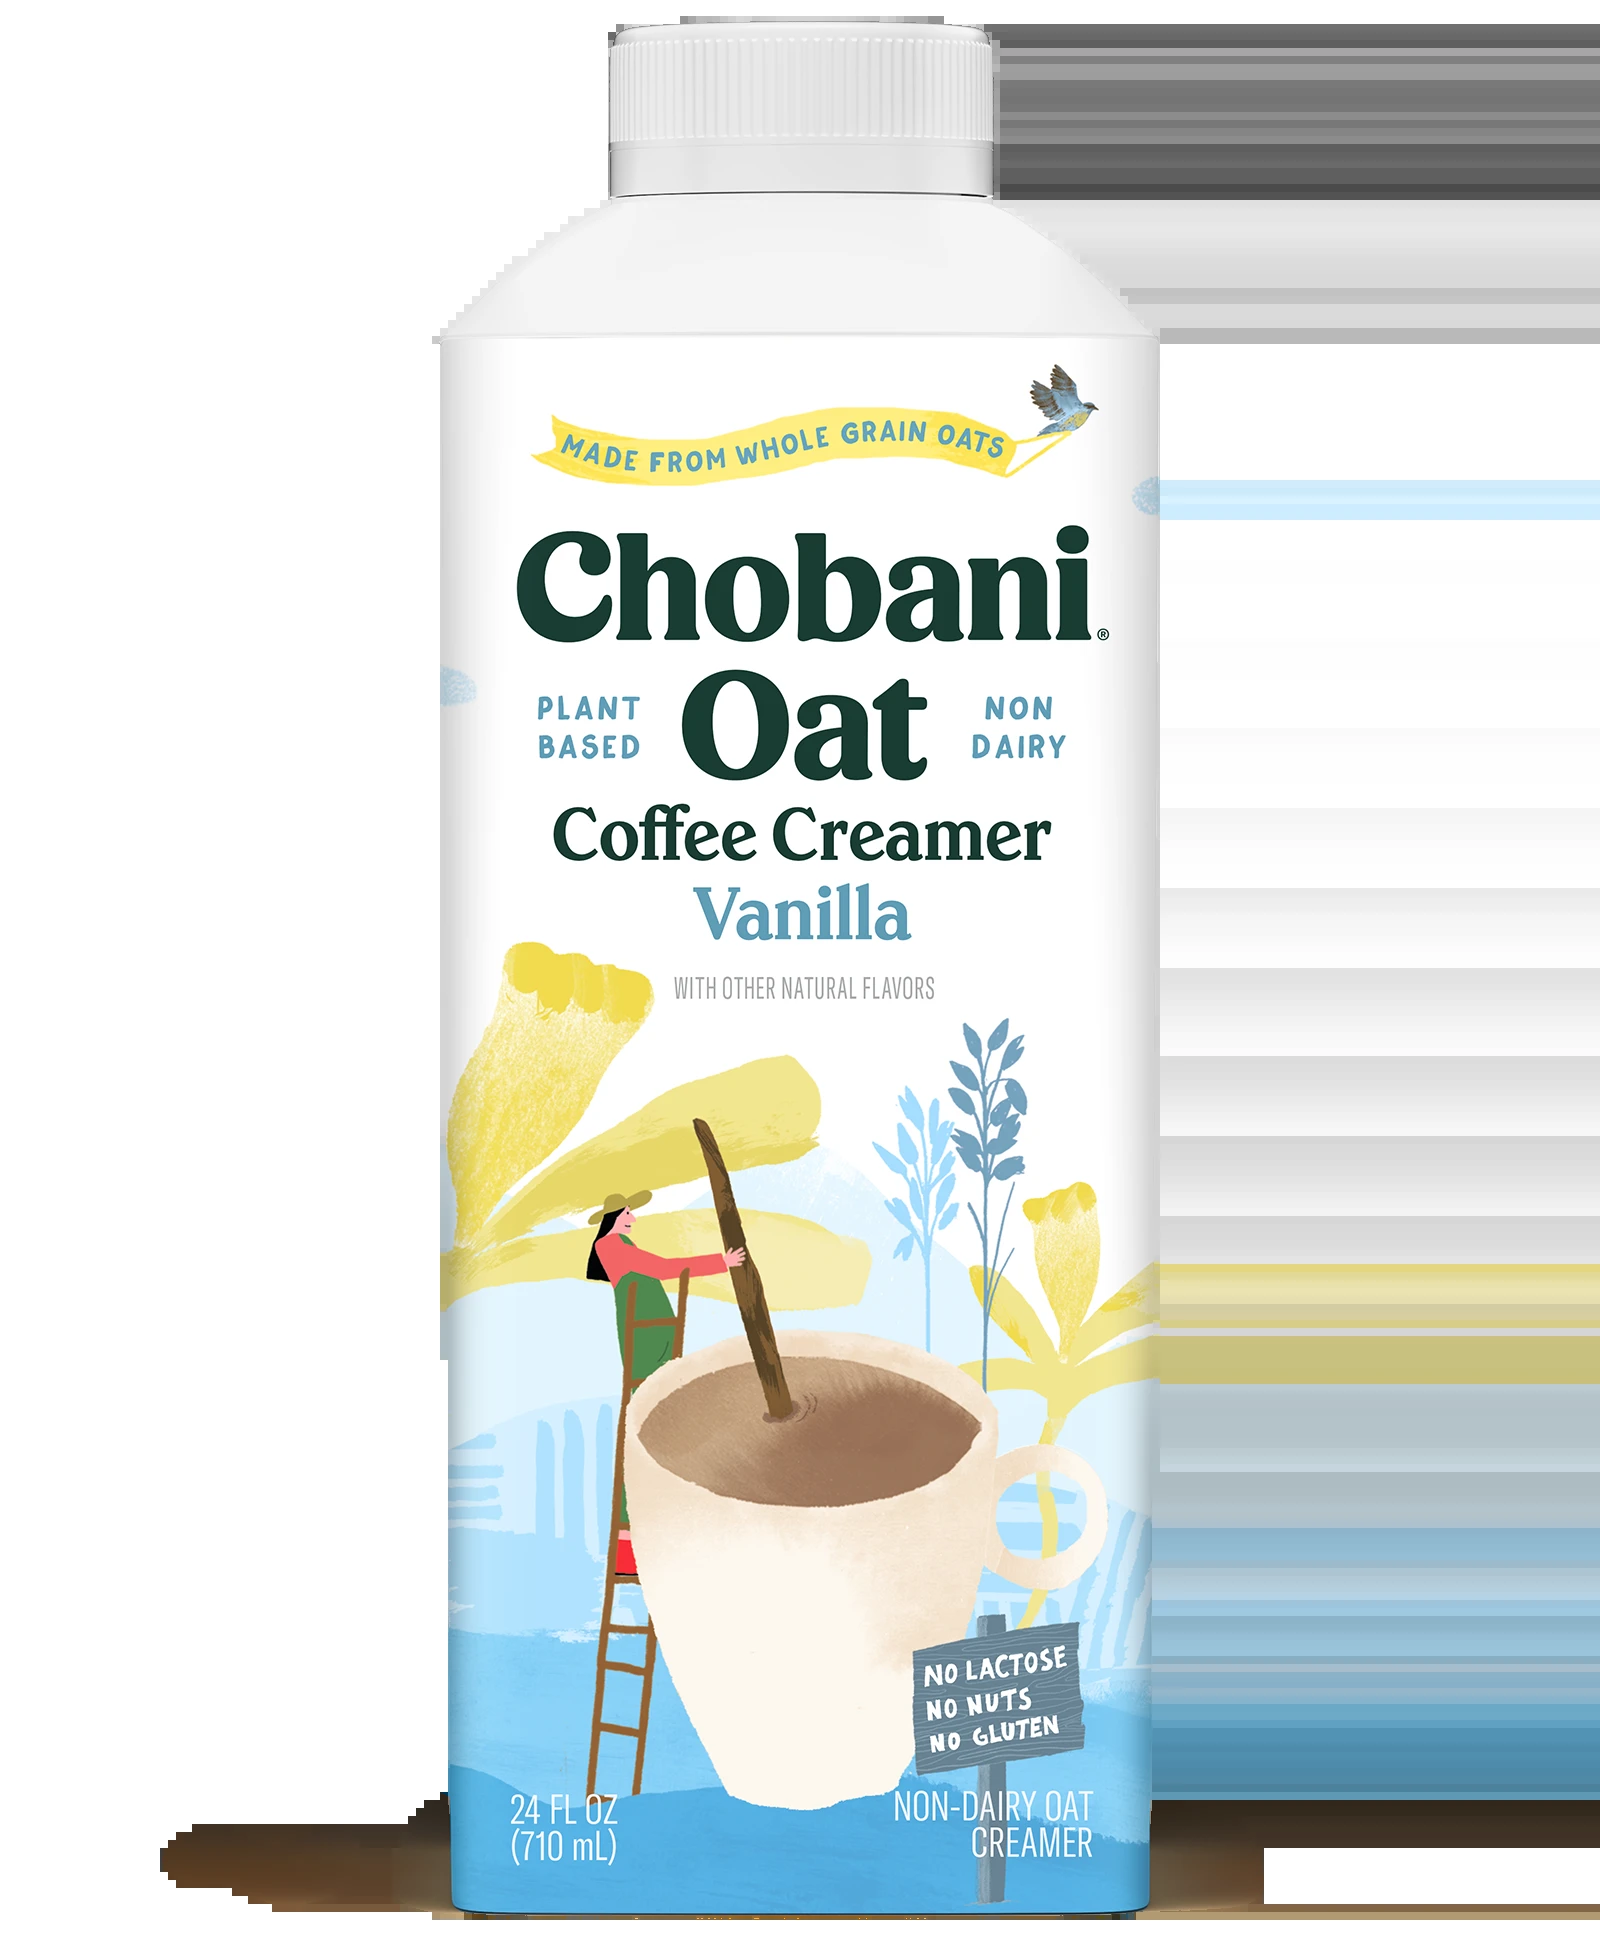 MADE FROM WHOLE GRAIN OATS
Chobani®
PLANT BASED
Oat
NON DAIRY
Coffee Creamer
Vanilla
WITH OTHER NATURAL FLAVORS
NO LACTOSE
NO NUTS
NO GLUTEN
24 FL OZ
(710 mL)
NON-DAIRY OAT
CREAMER